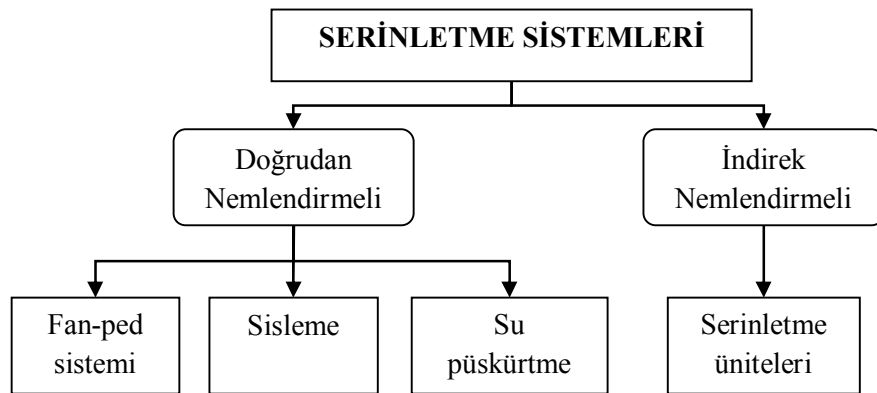 SERİNLETME SİSTEMLERİ
Doğrudan
Nemlendirmeli
İndirek
Nemlendirmeli
Fan-ped
sistemi
Sisleme
Su
püskürtme
Serinletme
üniteleri